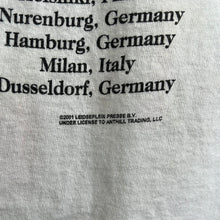 Nurenburg, Germany
Hamburg, Germany
Milan, Italy
Dusseldorf, Germany
©2001 LEIDSEPLEIN PRESSE B.V.
UNDER LICENSE TO ANTHILL TRADING, LLC